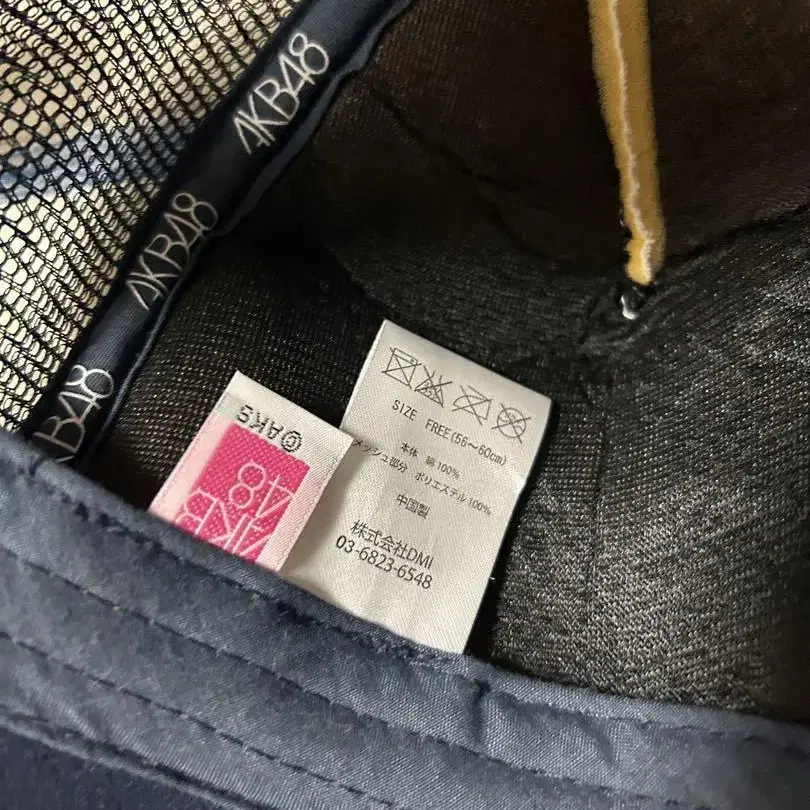 AKB48
AKB48
AKB48
©AKS
AKB
48
SIZE FREE(56～60cm)
本体 綿100%
メッシュ部分 ポリエステル100%
中国製
株式会社DMI
03-6823-6548